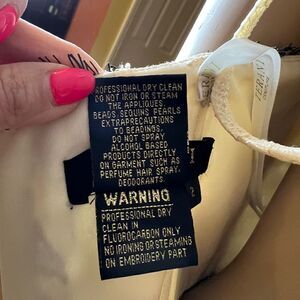 PROFESSIONAL DRY CLEAN
DO NOT IRON OR STEAM
THE APPLIQUES,
BEADS, SEQUINS, PEARLS
EXTRAPRECAUTIONS
TO BEADINGS,
DO NOT SPRAY
ALCOHOL BASED
PRODUCTS DIRECTLY
ON GARMENT SUCH AS
PERFUME HAIR SPRAY,
DEODORANTS.
WARNING
PROFESSIONAL DRY
CLEAN IN
FLUOROCARBON ONLY
NO IRONING OR STEAMING
ON EMBROIDERY PART